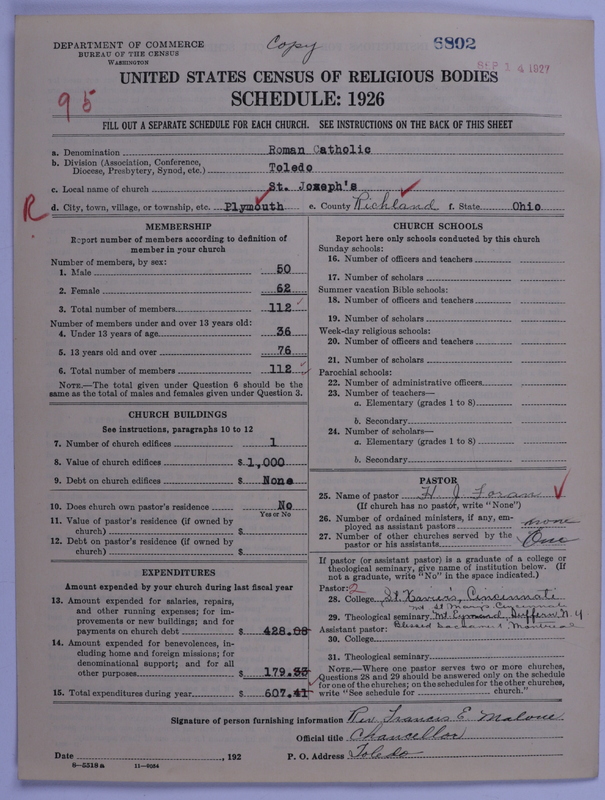 DEPARTMENT OF COMMERCE
BUREAU OF THE CENSUS
WASHINGTON
Copy
6802
SEP 14 1927
UNITED STATES CENSUS OF RELIGIOUS BODIES
SCHEDULE: 1926
95
FILL OUT A SEPARATE SCHEDULE FOR EACH CHURCH. SEE INSTRUCTIONS ON THE BACK OF THIS SHEET
a. Denomination Roman Catholic
b. Division (Association, Conference, Diocese, Presbytery, Synod, etc.) Toledo
c. Local name of church St. Joseph's
R
d. City, town, village, or township, etc. Plymouth e. County Richland f. State Ohio
MEMBERSHIP
Report number of members according to definition of
member in your church
Number of members, by sex:
1. Male 50
2. Female 62
3. Total number of members 112
Number of members under and over 13 years old:
4. Under 13 years of age 36
5. 13 years old and over 76
6. Total number of members 112
NOTE.—The total given under Question 6 should be
same as the total of males and females given under Question 3.
CHURCH BUILDINGS
See instructions, paragraphs 10 to 12
7. Number of church edifices 1
8. Value of church edifices $ 1,000
9. Debt on church edifices $ None
10. Does church own pastor's residence No
Yes or No
11. Value of pastor's residence (if owned by
church) $
12. Debt on pastor's residence (if owned by
church) $
EXPENDITURES
Amount expended by your church during last fiscal year
13. Amount expended for salaries, repairs,
and other running expenses; for im-
provements or new buildings; and for
payments on church debt $ 428.08
14. Amount expended for benevolences, in-
cluding home and foreign missions; for
denominational support; and for all
other purposes $ 179.33
15. Total expenditures during year $ 607.41
CHURCH SCHOOLS
Report here only schools conducted by this church
Sunday schools:
16. Number of officers and teachers
17. Number of scholars
Summer vacation Bible schools:
18. Number of officers and teachers
19. Number of scholars
Week-day religious schools:
20. Number of officers and teachers
21. Number of scholars
Parochial schools:
22. Number of administrative officers
23. Number of teachers—
a. Elementary (grades 1 to 8)
b. Secondary
24. Number of scholars—
a. Elementary (grades 1 to 8)
b. Secondary
PASTOR
25. Name of pastor H. J. Foran
(If church has no pastor, write "None")
26. Number of ordained ministers, if any, em-
ployed as assistant pastors none
27. Number of other churches served by the
pastor or his assistants One
If pastor (or assistant pastor) is a graduate of a college or
theological seminary, give name of institution below. (If
not a graduate, write "No" in the space indicated.)
Pastor: 2
28. College St. Xavier's, Cincinnati
Mt St Mary's Cincinnati
29. Theological seminary Mt. Eymard, Suffern N.Y
Blessed Sacrament Montreal
Assistant pastor:
30. College
31. Theological seminary
NOTE.—Where one pastor serves two or more churches,
Questions 28 and 29 should be answered only on the schedule
for one of the churches; on the schedules for the other churches,
write "See schedule for church."
Signature of person furnishing information Rev Francis E. Malone
Official title Chancellor
Date , 192 P. O. Address Toledo
8-5318a 11-9054